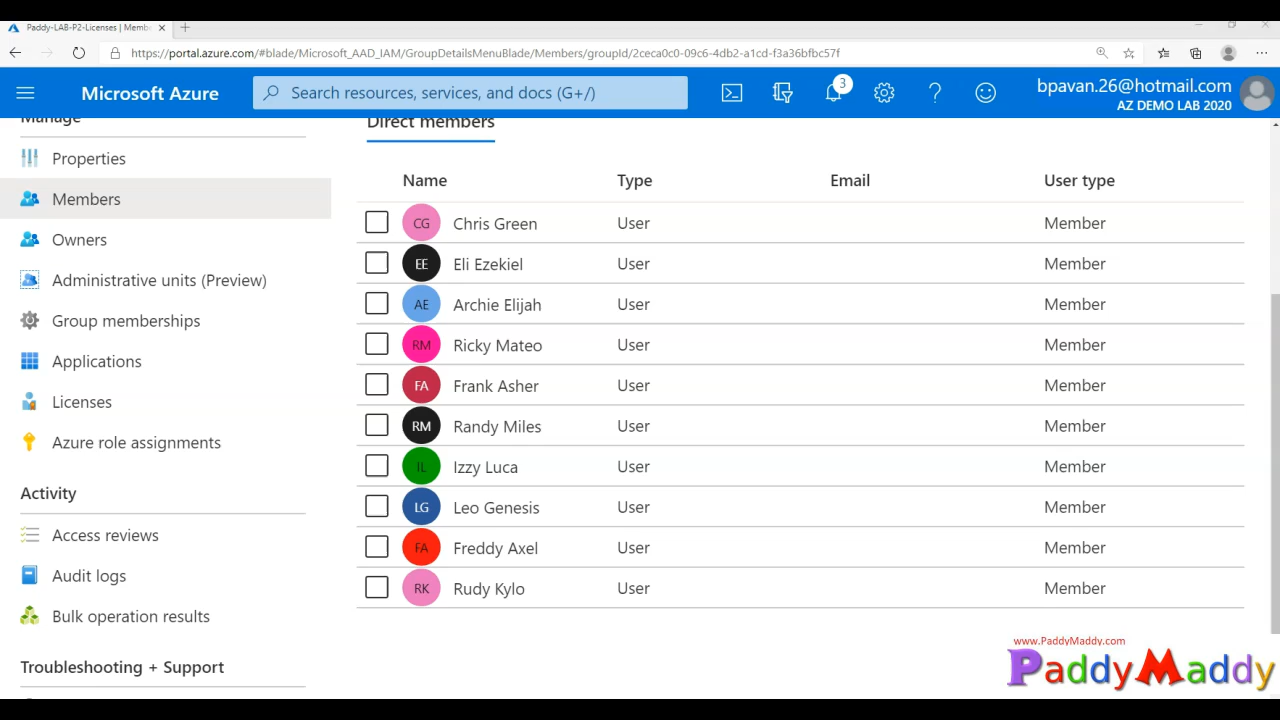 Paddy-LAB-P2-Licenses | Memb
https://portal.azure.com/#blade/Microsoft_AAD_IAM/GroupDetailsMenuBlade/Members/groupId/2ceca0c0-09c6-4db2-a1cd-f3a36bfbc57f
Microsoft Azure
Search resources, services, and docs (G+/)
3
bpavan.26@hotmail.com
AZ DEMO LAB 2020
Manage
Properties
Members
Owners
Administrative units (Preview)
Group memberships
Applications
Licenses
Azure role assignments
Activity
Access reviews
Audit logs
Bulk operation results
Troubleshooting + Support
Direct members
Name Type Email User type
CG Chris Green User Member
EE Eli Ezekiel User Member
AE Archie Elijah User Member
RM Ricky Mateo User Member
FA Frank Asher User Member
RM Randy Miles User Member
IL Izzy Luca User Member
LG Leo Genesis User Member
FA Freddy Axel User Member
RK Rudy Kylo User Member
www.PaddyMaddy.com
PaddyMaddy